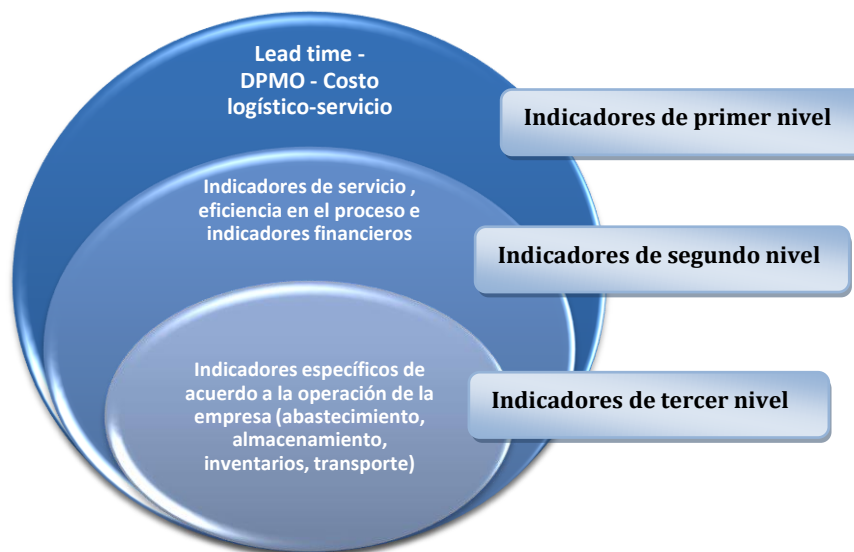 Lead time -
DPMO - Costo
logístico-servicio
Indicadores de primer nivel
Indicadores de servicio ,
eficiencia en el proceso e
indicadores financieros
Indicadores de segundo nivel
Indicadores específicos de
acuerdo a la operación de la
empresa (abastecimiento,
almacenamiento,
inventarios, transporte)
Indicadores de tercer nivel